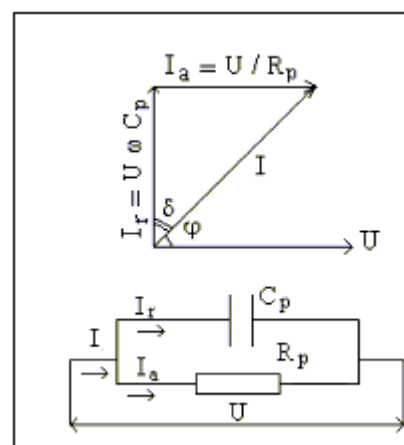 I_a = U / R_p
I_r = U ω C_p
I
δ
φ
U
I_r
C_p
I
I_a
R_p
U